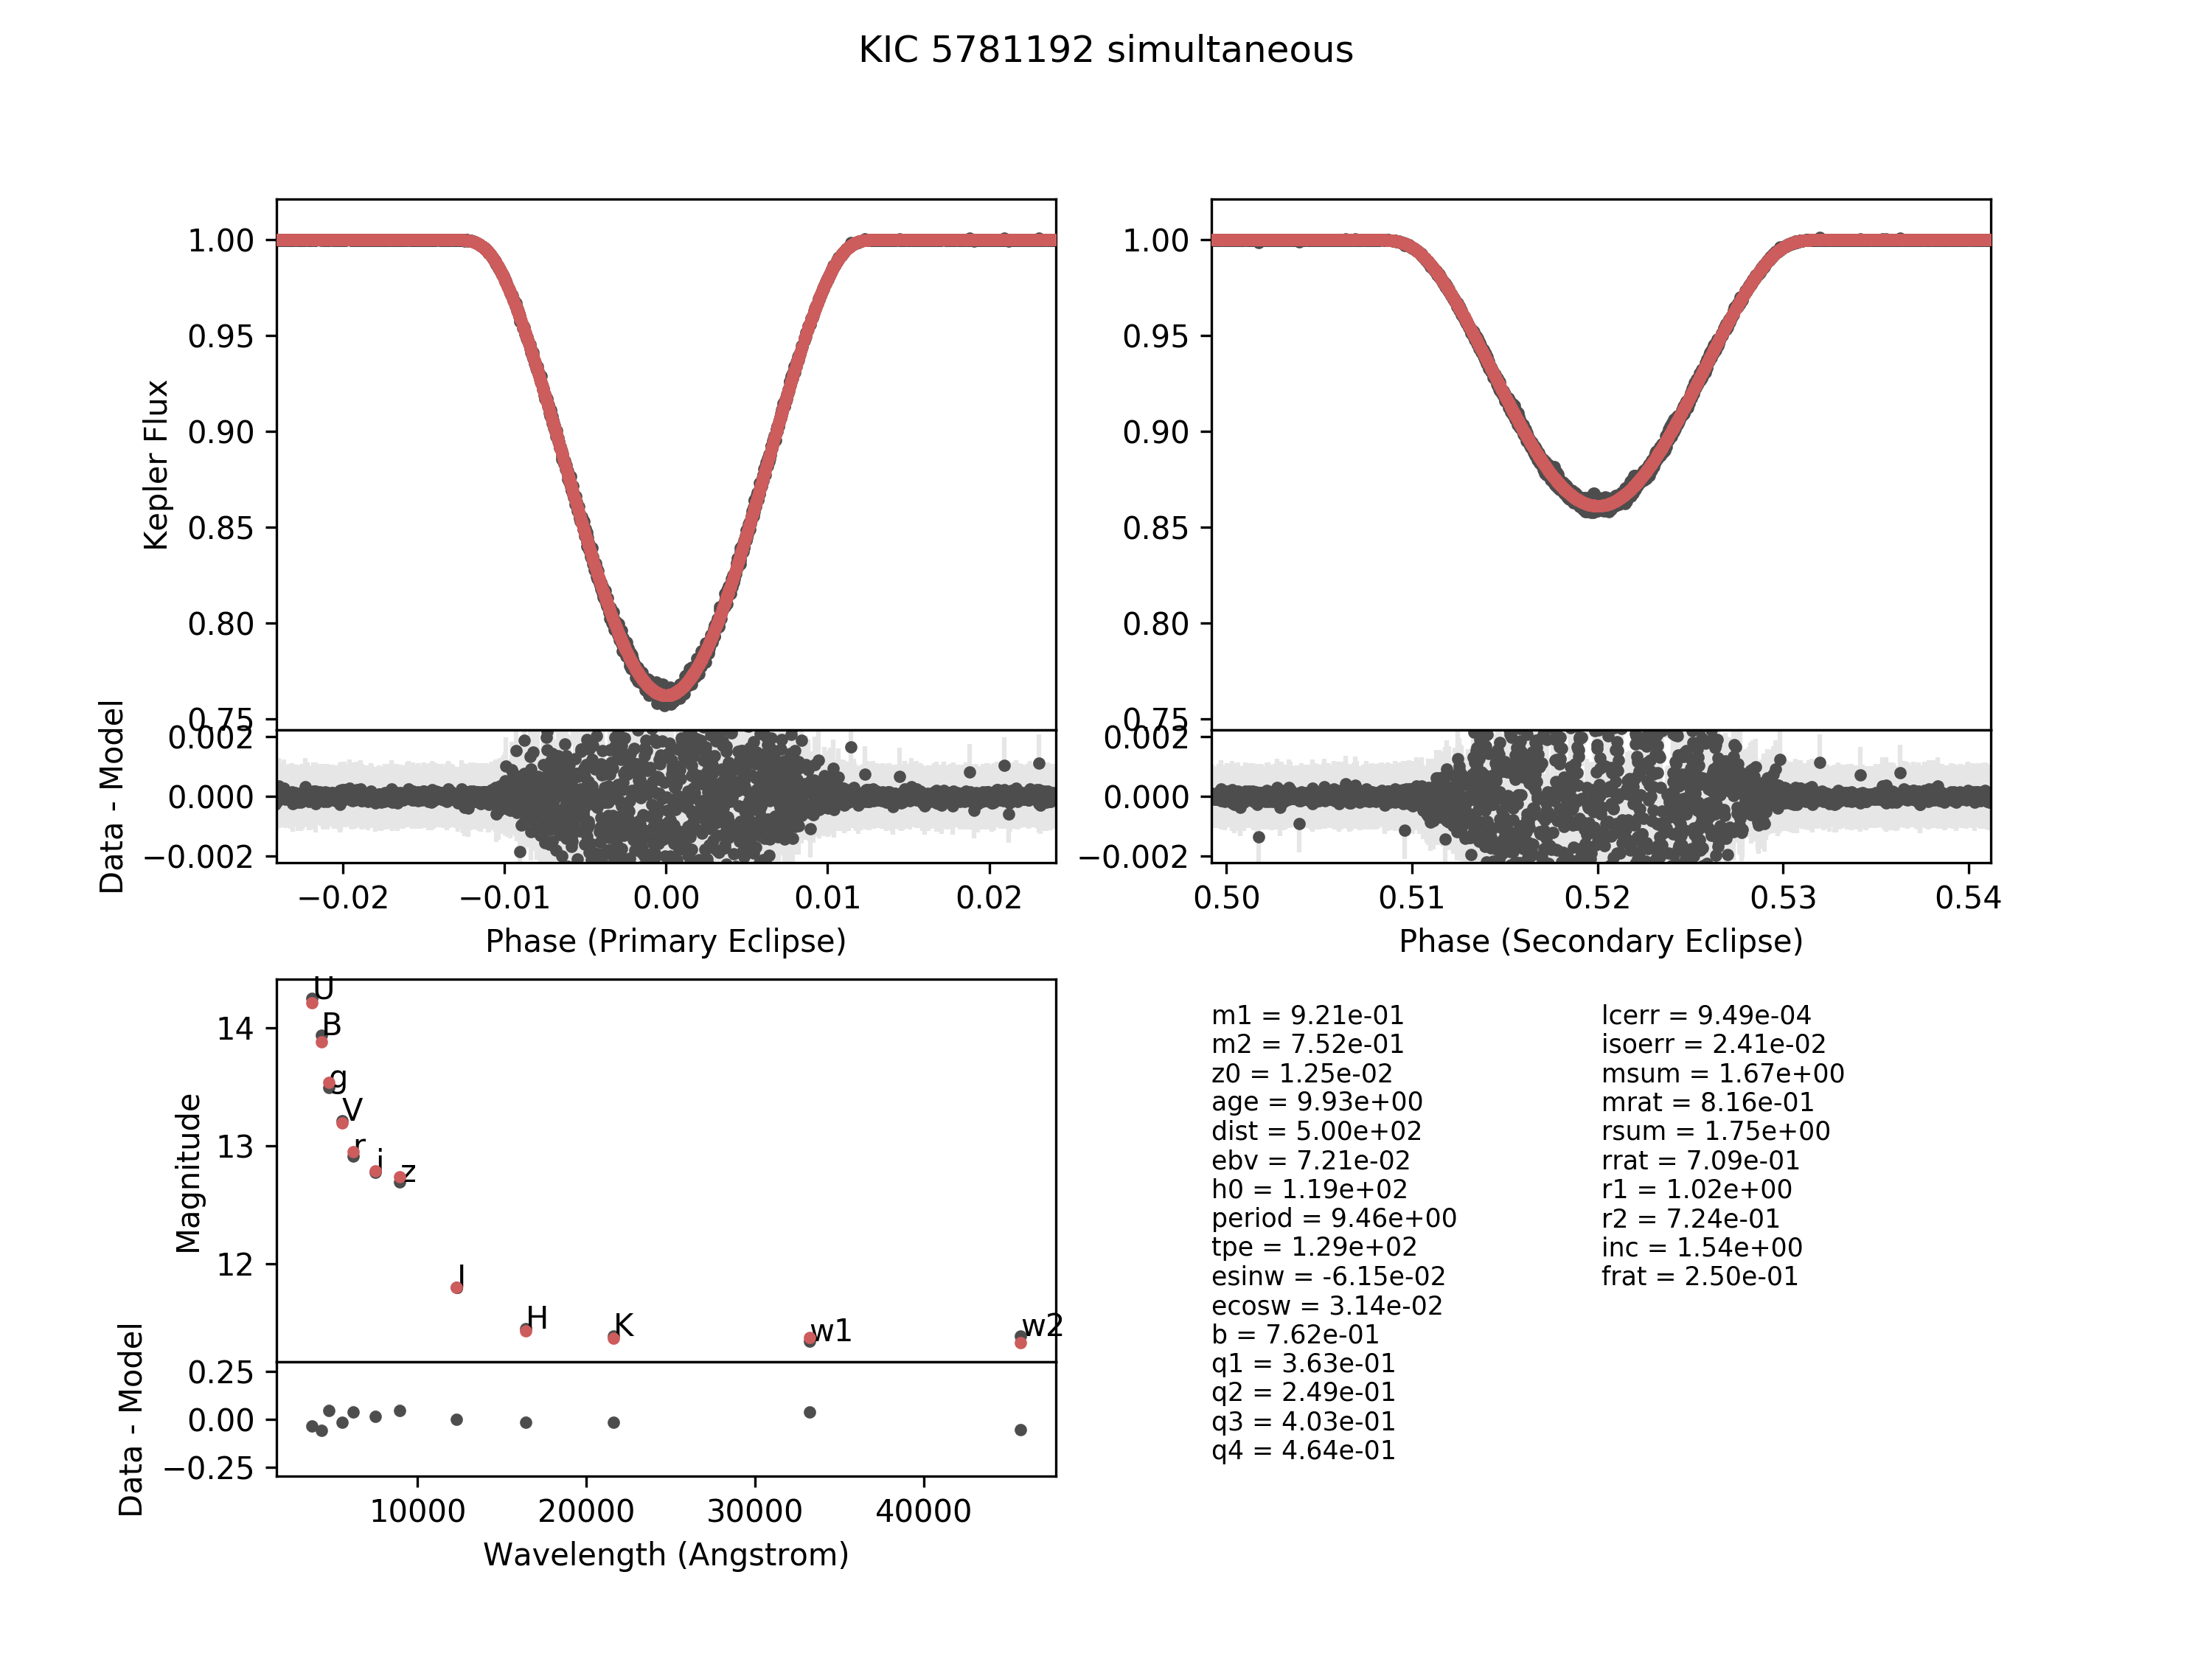 KIC 5781192 simultaneous
Kepler Flux
1.00
0.95
0.90
0.85
0.80
0.75
1.00
0.95
0.90
0.85
0.80
0.75
Data - Model
0.002
0.000
−0.002
0.002
0.000
−0.002
−0.02 −0.01 0.00 0.01 0.02
Phase (Primary Eclipse)
0.50 0.51 0.52 0.53 0.54
Phase (Secondary Eclipse)
Magnitude
14
13
12
U
B
g
V
r
i
z
J
H
K
w1
w2
Data - Model
0.25
0.00
−0.25
10000 20000 30000 40000
Wavelength (Angstrom)
m1 = 9.21e-01
m2 = 7.52e-01
z0 = 1.25e-02
age = 9.93e+00
dist = 5.00e+02
ebv = 7.21e-02
h0 = 1.19e+02
period = 9.46e+00
tpe = 1.29e+02
esinw = -6.15e-02
ecosw = 3.14e-02
b = 7.62e-01
q1 = 3.63e-01
q2 = 2.49e-01
q3 = 4.03e-01
q4 = 4.64e-01
lcerr = 9.49e-04
isoerr = 2.41e-02
msum = 1.67e+00
mrat = 8.16e-01
rsum = 1.75e+00
rrat = 7.09e-01
r1 = 1.02e+00
r2 = 7.24e-01
inc = 1.54e+00
frat = 2.50e-01